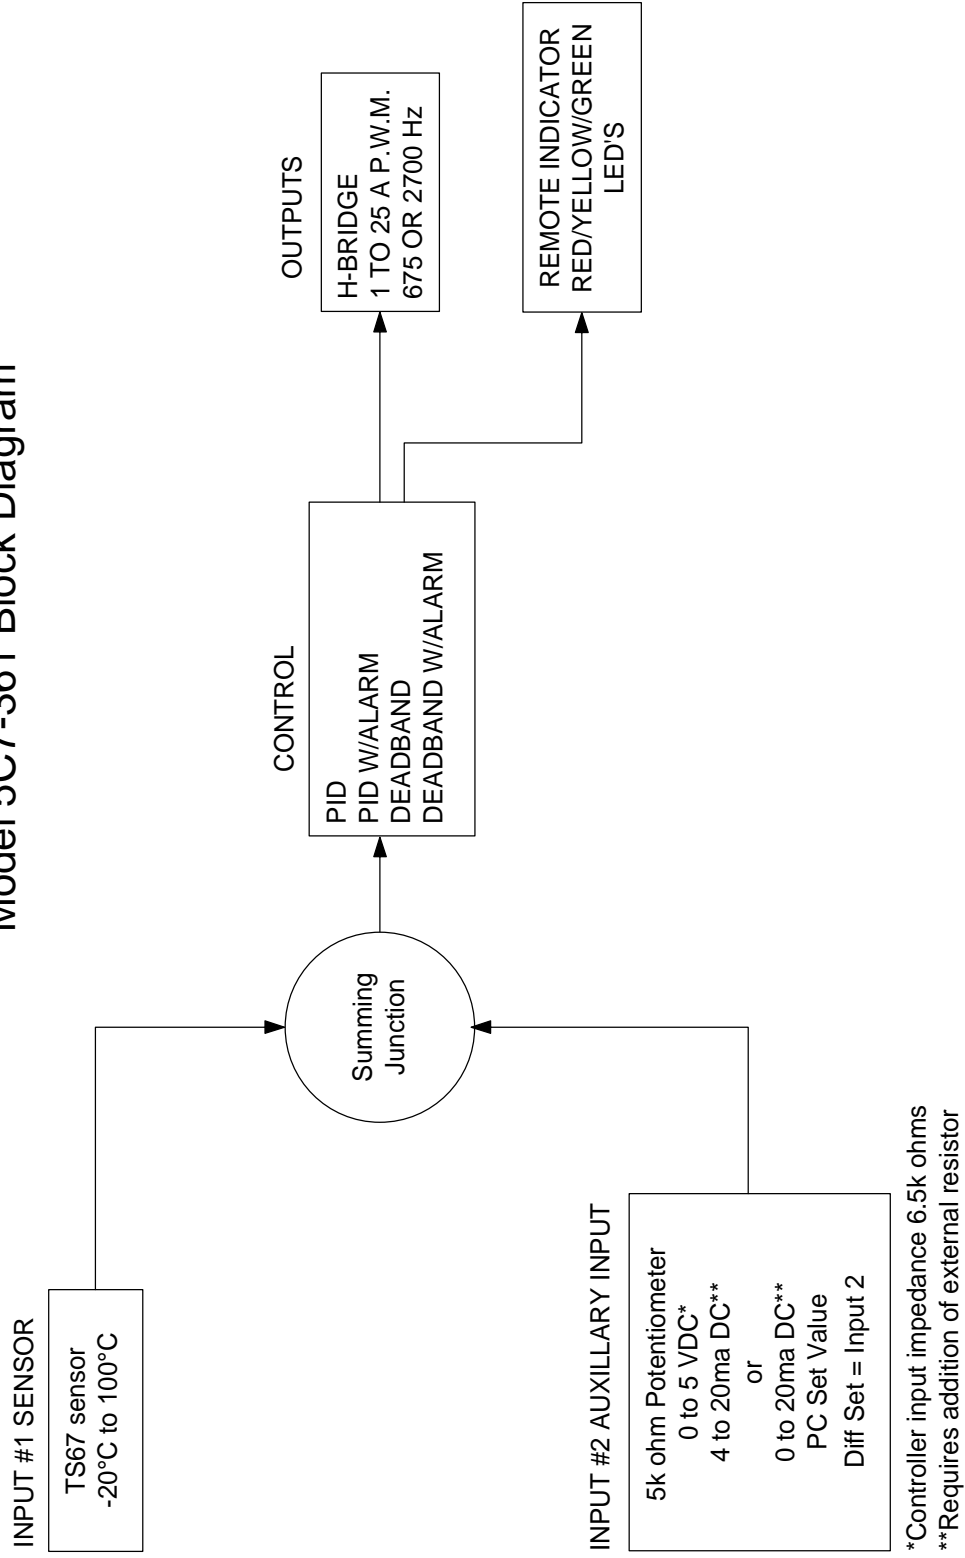 Model 5C7-361 Block Diagram
INPUT #1 SENSOR
TS67 sensor
-20°C to 100°C
INPUT #2 AUXILLARY INPUT
5k ohm Potentiometer
0 to 5 VDC*
4 to 20ma DC**
or
0 to 20ma DC**
PC Set Value
Diff Set = Input 2
*Controller input impedance 6.5k ohms
**Requires addition of external resistor
Summing
Junction
CONTROL
PID
PID W/ALARM
DEADBAND
DEADBAND W/ALARM
OUTPUTS
H-BRIDGE
1 TO 25 A P.W.M.
675 OR 2700 Hz
REMOTE INDICATOR
RED/YELLOW/GREEN
LED'S